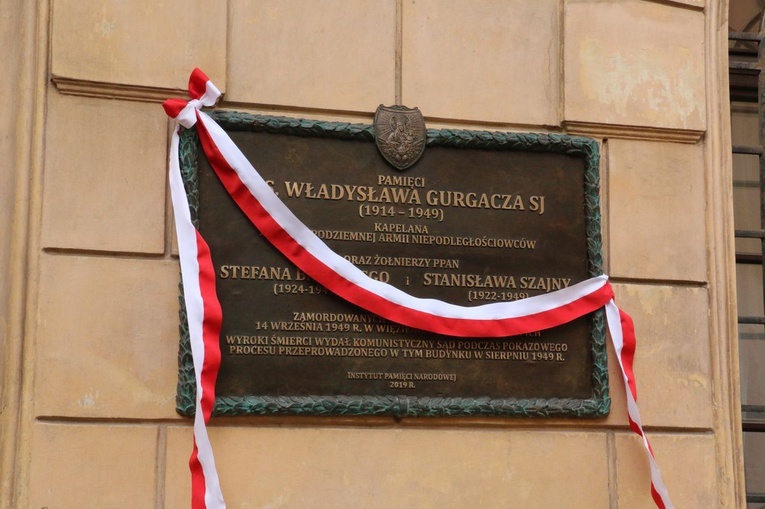 PAMIĘCI
WŁADYSŁAWA GURGACZA SJ
(1914 – 1949)
KAPELANA
PODZIEMNEJ ARMII NIEPODLEGŁOŚCIOWCÓW
ORAZ ŻOŁNIERZY PPAN
STEFANA i STANISŁAWA SZAJNY
(1922-1949)
ZAMORDOWANYCH
14 WRZEŚNIA 1949 R. W
WYROKI ŚMIERCI WYDAŁ KOMUNISTYCZNY SĄD PODCZAS POKAZOWEGO
PROCESU PRZEPROWADZONEGO W TYM BUDYNKU W SIERPNIU 1949 R.
INSTYTUT PAMIĘCI NARODOWEJ
2019 R.